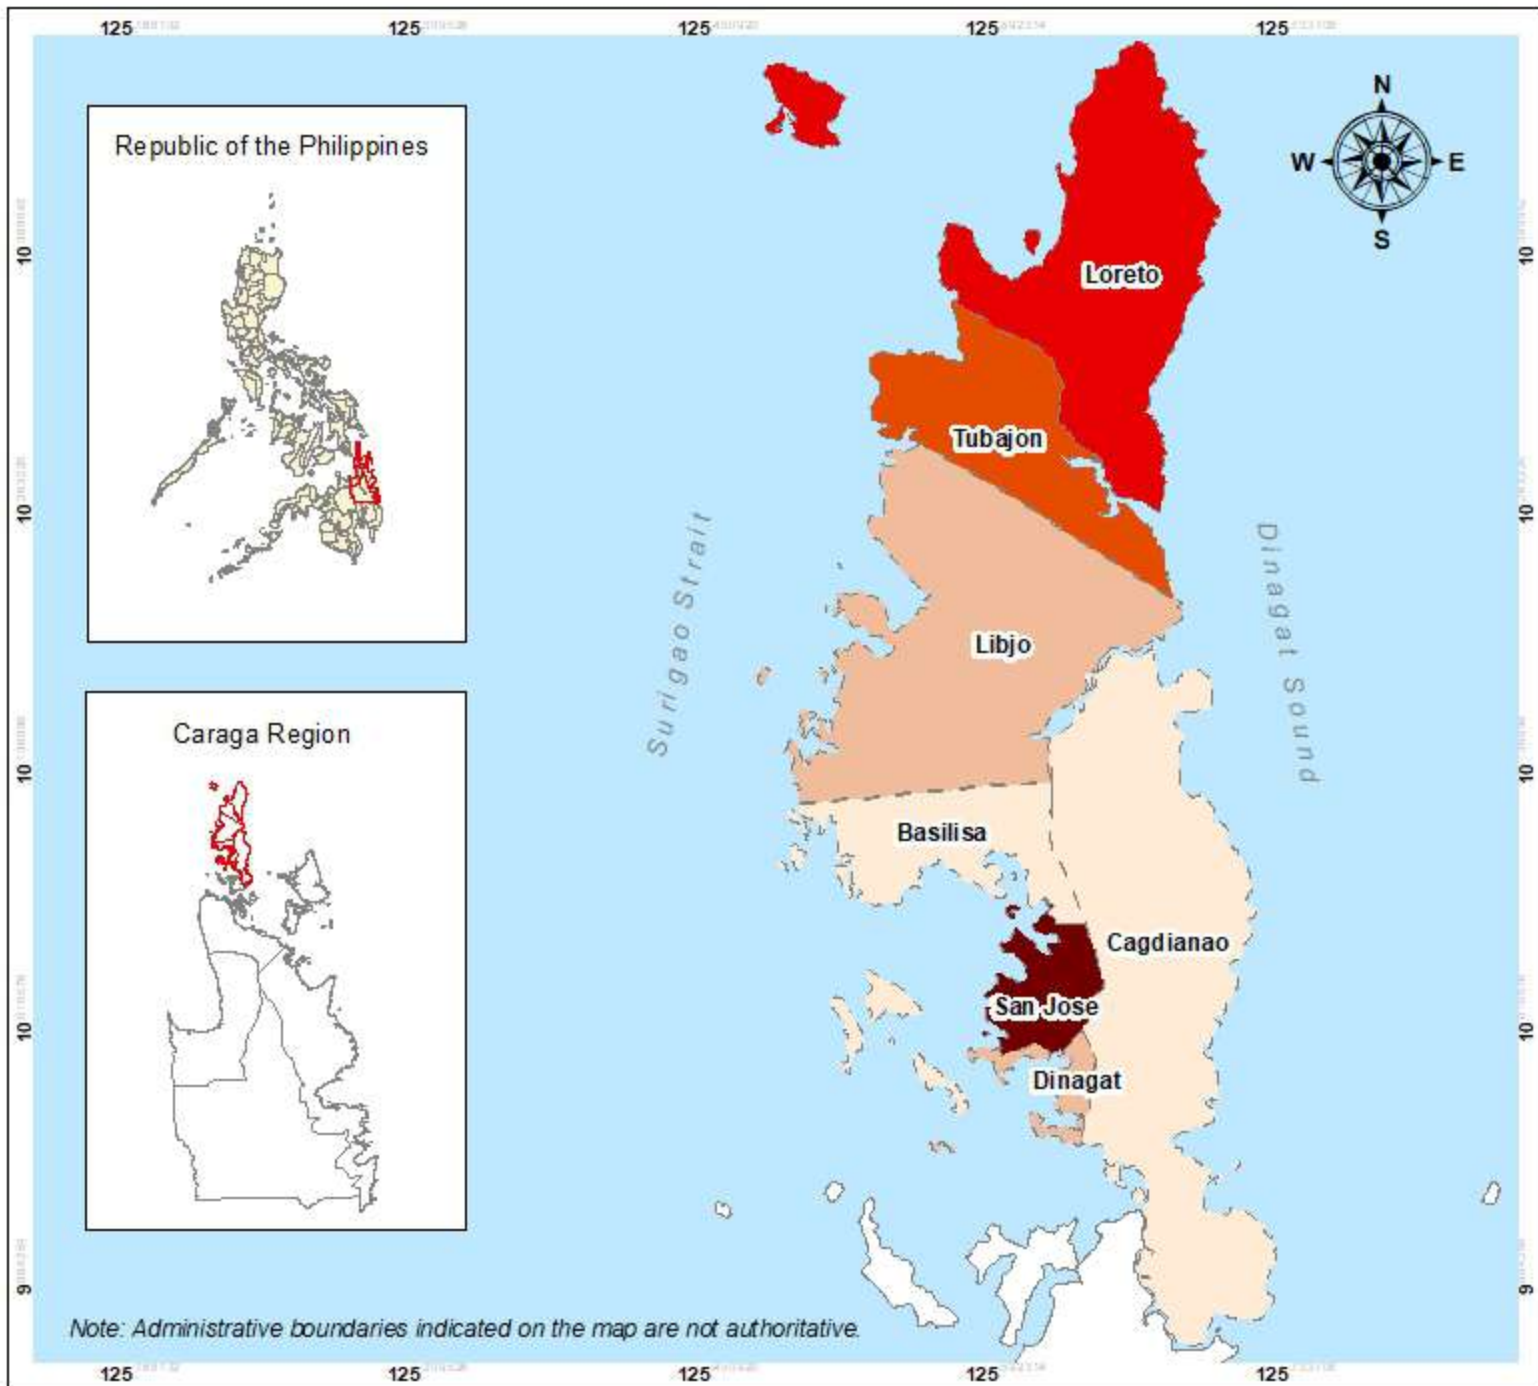 125 125 125 125 125
Republic of the Philippines
N
W E
S
10 10
Loreto
Tubajon
10 10
Surigao Strait
Dinagat Sound
Libjo
Caraga Region
10 10
Basilisa
Cagdianao
San Jose
10 10
Dinagat
9 9
Note: Administrative boundaries indicated on the map are not authoritative.
125 125 125 125 125